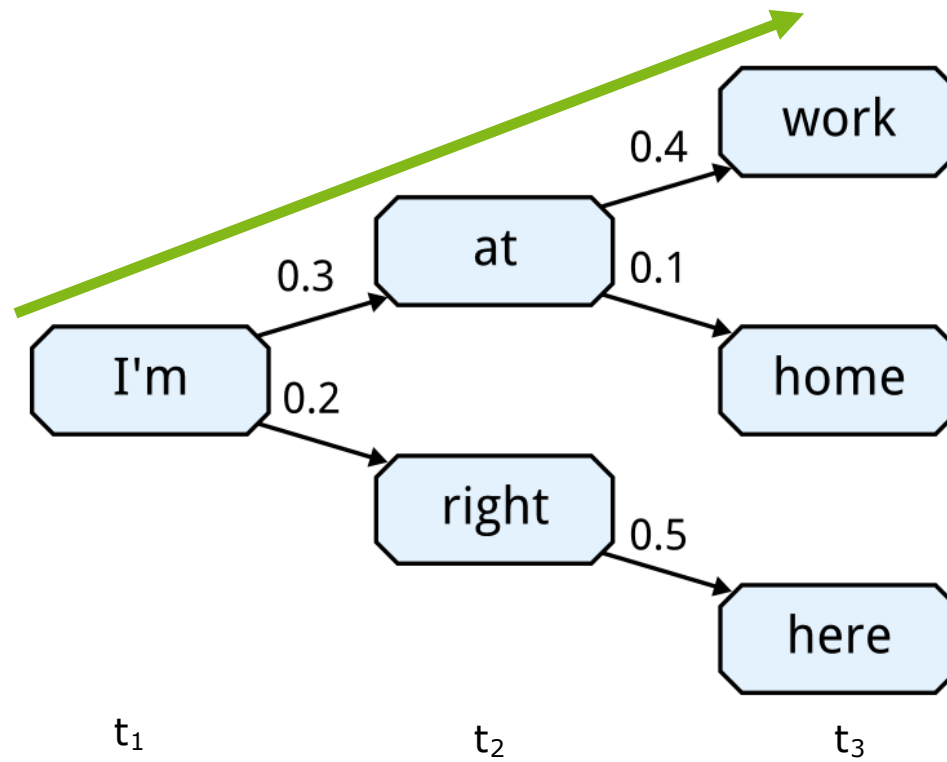 work
0.4
at
0.3
0.1
I'm
home
0.2
right
0.5
here
t₁
t₂
t₃